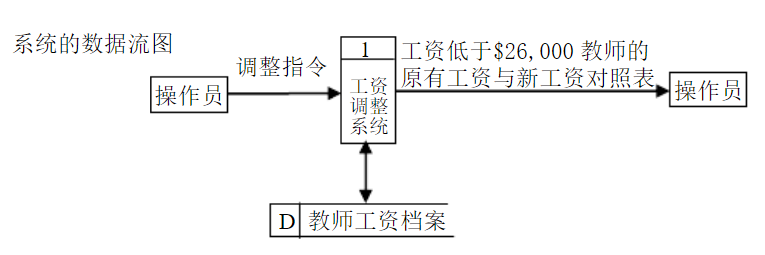 系统的数据流图
调整指令
操作员
1
工资
调整
系统
工资低于$26,000 教师的
原有工资与新工资对照表
操作员
D 教师工资档案